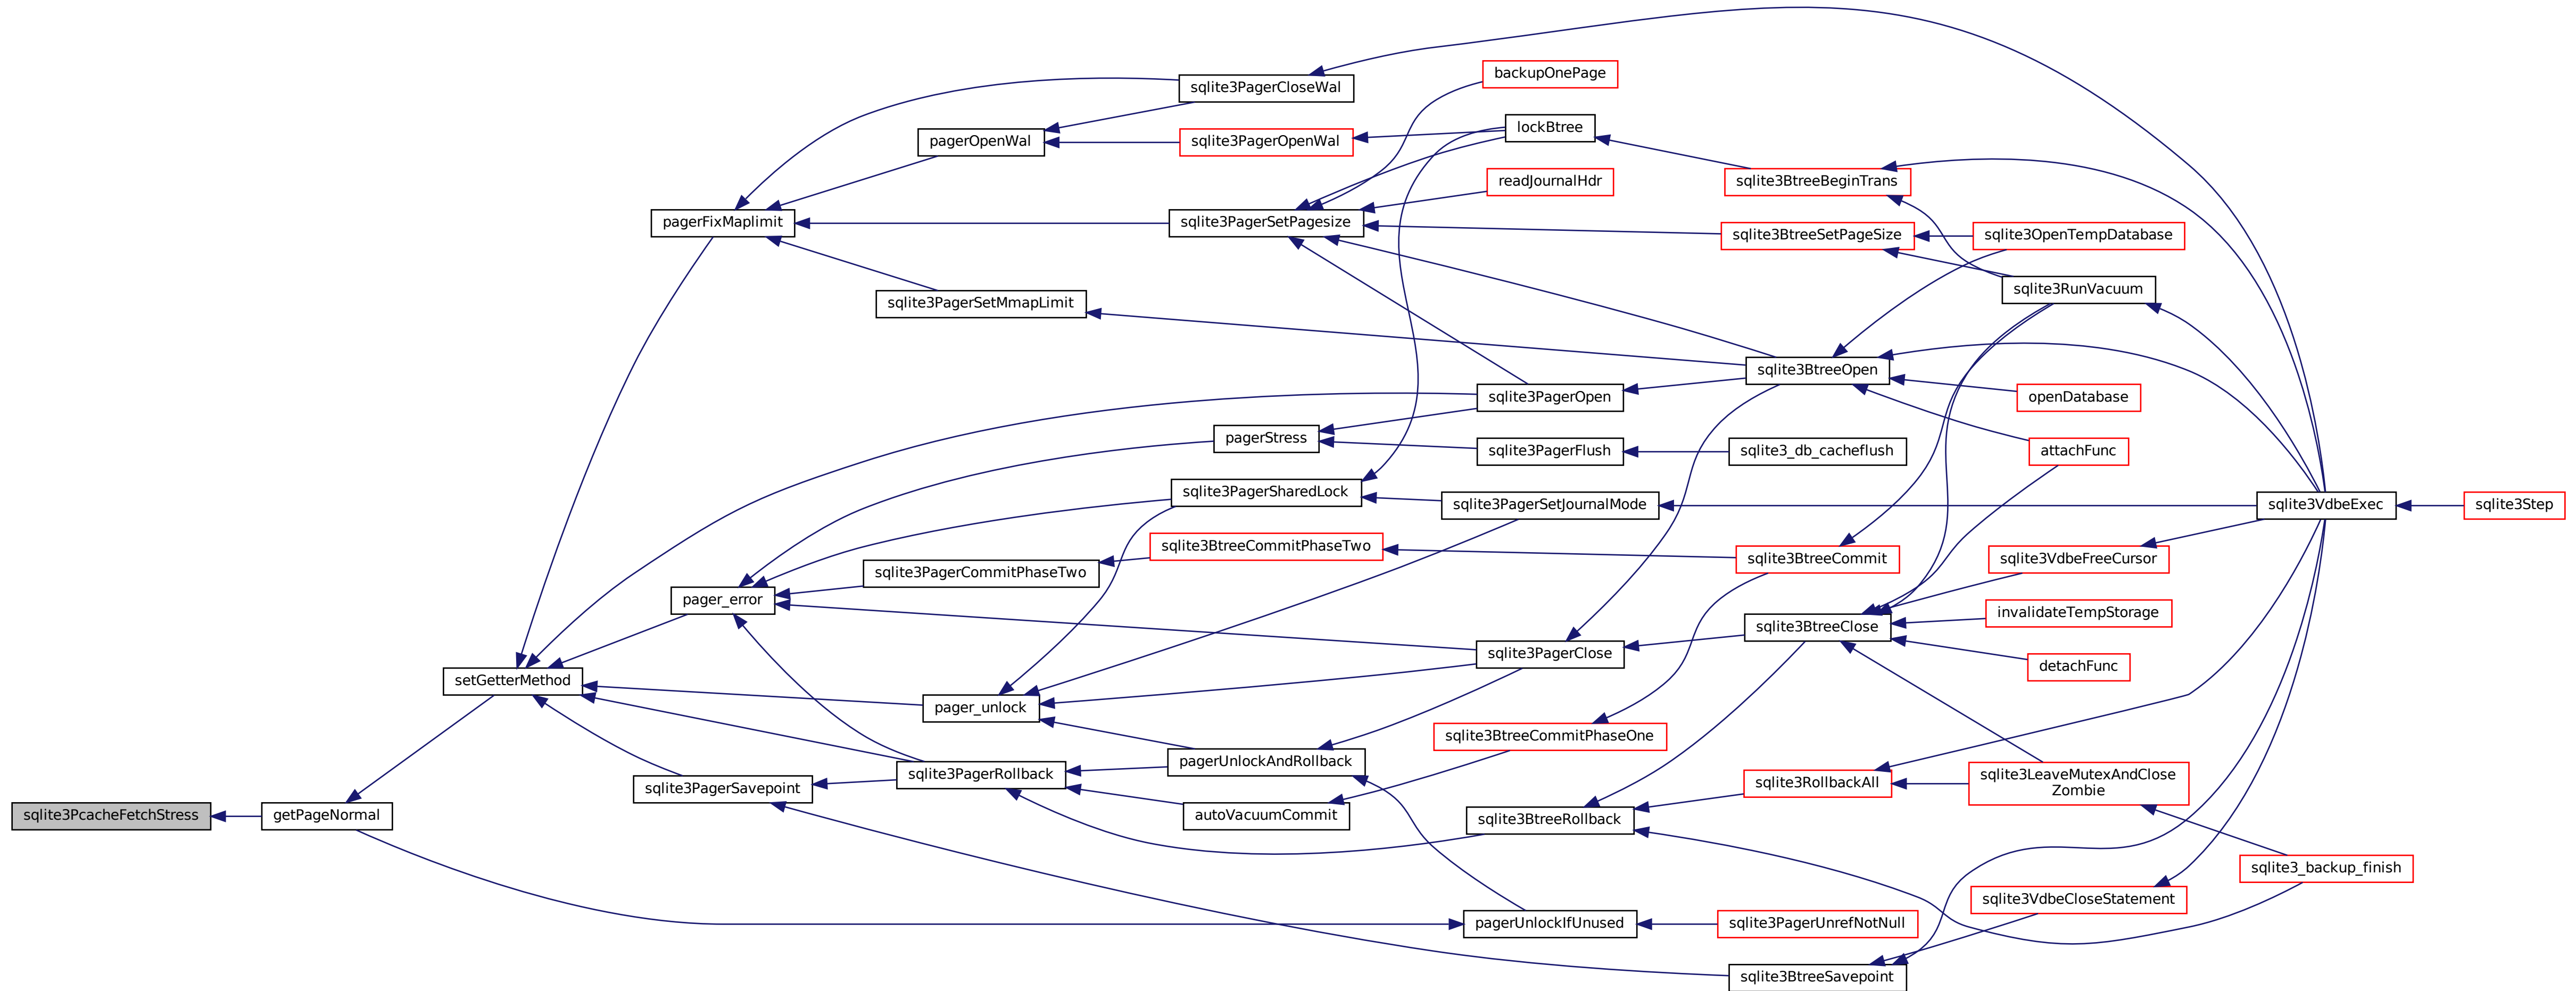 sqlite3PcacheFetchStress
getPageNormal
setGetterMethod
pagerFixMaplimit
pager_error
sqlite3PagerSavepoint
pagerOpenWal
sqlite3PagerSetMmapLimit
sqlite3PagerCommitPhaseTwo
pager_unlock
sqlite3PagerRollback
sqlite3PagerCloseWal
sqlite3PagerOpenWal
sqlite3PagerSetPagesize
pagerStress
sqlite3PagerSharedLock
sqlite3BtreeCommitPhaseTwo
pagerUnlockAndRollback
autoVacuumCommit
backupOnePage
lockBtree
readJournalHdr
sqlite3PagerOpen
sqlite3PagerFlush
sqlite3PagerSetJournalMode
sqlite3PagerClose
sqlite3BtreeCommitPhaseOne
sqlite3BtreeRollback
pagerUnlockIfUnused
sqlite3BtreeBeginTrans
sqlite3BtreeSetPageSize
sqlite3BtreeOpen
sqlite3_db_cacheflush
sqlite3BtreeCommit
sqlite3BtreeClose
sqlite3RollbackAll
sqlite3PagerUnrefNotNull
sqlite3BtreeSavepoint
sqlite3OpenTempDatabase
sqlite3RunVacuum
openDatabase
attachFunc
sqlite3VdbeFreeCursor
invalidateTempStorage
detachFunc
sqlite3LeaveMutexAndClose
Zombie
sqlite3VdbeCloseStatement
sqlite3VdbeExec
sqlite3_backup_finish
sqlite3Step